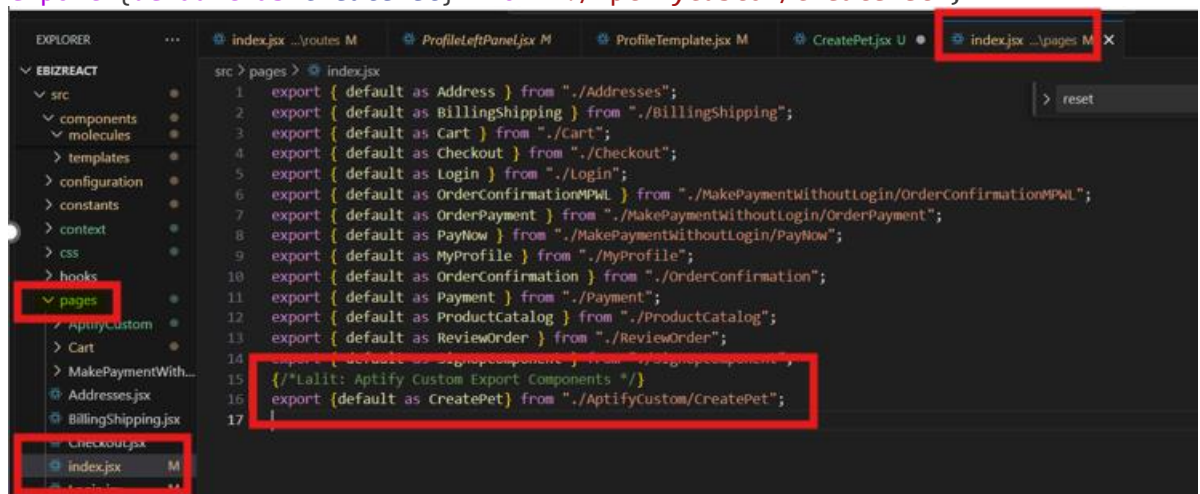 EXPLORER ...
EBIZREACT
src
components
molecules
templates
configuration
constants
context
css
hooks
pages
AptifyCustom
Cart
MakePaymentWith...
Addresses.jsx
BillingShipping.jsx
Checkout.jsx
index.jsx M
index.jsx ...\routes M
ProfileLeftPanel.jsx M
ProfileTemplate.jsx M
CreatePet.jsx U
index.jsx ...\pages M X
src > pages > index.jsx
> reset
1 export { default as Address } from "./Addresses";
2 export { default as BillingShipping } from "./BillingShipping";
3 export { default as Cart } from "./Cart";
4 export { default as Checkout } from "./Checkout";
5 export { default as Login } from "./Login";
6 export { default as OrderConfirmationMPWL } from "./MakePaymentWithoutLogin/OrderConfirmationMPWL";
7 export { default as OrderPayment } from "./MakePaymentWithoutLogin/OrderPayment";
8 export { default as PayNow } from "./MakePaymentWithoutLogin/PayNow";
9 export { default as MyProfile } from "./MyProfile";
10 export { default as OrderConfirmation } from "./OrderConfirmation";
11 export { default as Payment } from "./Payment";
12 export { default as ProductCatalog } from "./ProductCatalog";
13 export { default as ReviewOrder } from "./ReviewOrder";
14 export { default as SignUpComponent } from "./SignUpComponent";
15 {/*Lalit: Aptify Custom Export Components */}
16 export {default as CreatePet} from "./AptifyCustom/CreatePet";
17